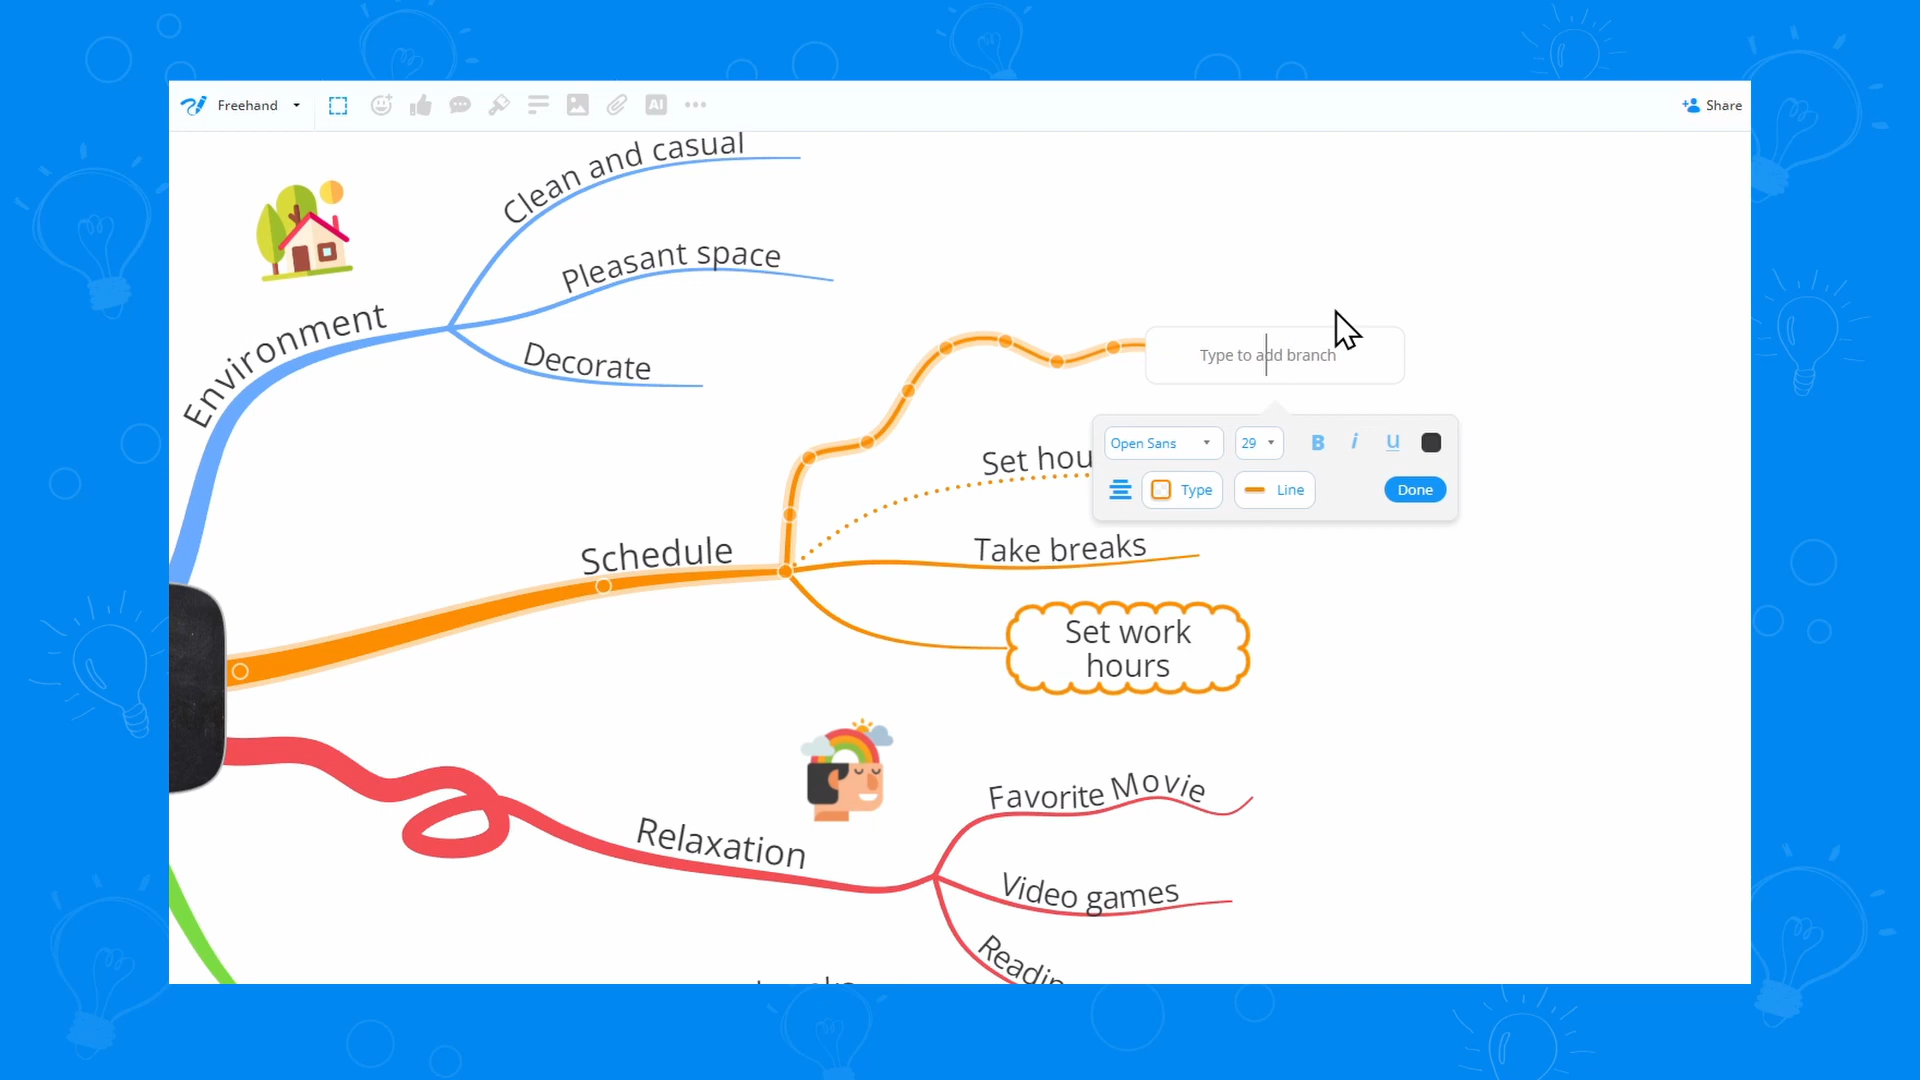 Freehand
AI
Share
Clean and casual
Pleasant space
Decorate
Environment
Type to add branch
Open Sans
29
B i U
Type
Line
Done
Set hou
Schedule
Take breaks
Set work
hours
Favorite Movie
Relaxation
Video games
Readin